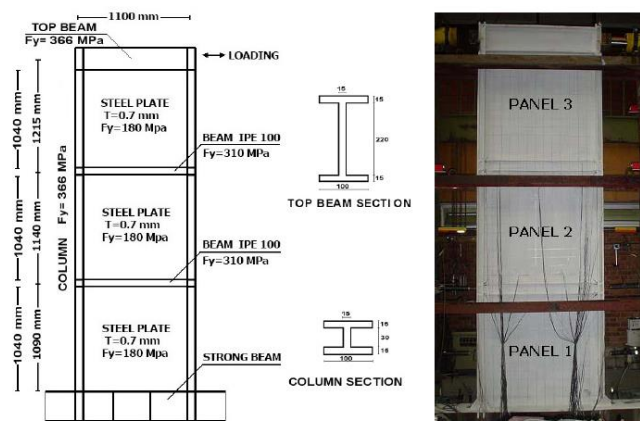 1100 mm
TOP BEAM
Fy= 366 MPa
LOADING
1040 mm
1215 mm
STEEL PLATE
T=0.7 mm
Fy=180 Mpa
BEAM IPE 100
Fy=310 MPa
COLUMN Fy= 366 MPa
1040 mm
1140 mm
STEEL PLATE
T=0.7 mm
Fy=180 Mpa
BEAM IPE 100
Fy=310 MPa
1040 mm
1090 mm
STEEL PLATE
T=0.7 mm
Fy=180 Mpa
STRONG BEAM
15
15
220
15
100
TOP BEAM SECTION
30
100
COLUMN SECTION
PANEL 3
PANEL 2
PANEL 1